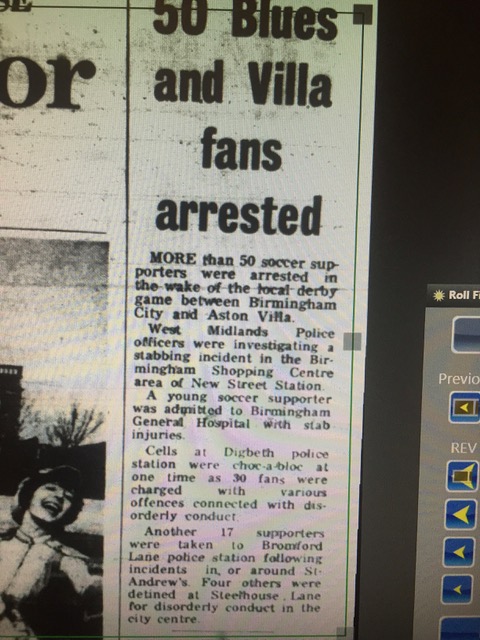 or
50 Blues
and Villa
fans
arrested
MORE than 50 soccer sup-
porters were arrested in
the wake of the local derby
game between Birmingham
City and Aston Villa.
West Midlands Police
officers were investigating a
stabbing incident in the Bir-
mingham Shopping Centre
area of New Street Station.
A young soccer supporter
was admitted to Birmingham
General Hospital with stab
injuries.
Cells at Digbeth police
station were choc-a-bloc at
one time as 30 fans were
charged with various
offences connected with dis-
orderly conduct.
Another 17 supporters
were taken to Bromford
Lane police station following
incidents in or around St.
Andrew's. Four others were
detined at Steelhouse Lane
for disorderly conduct in the
city centre.
Roll Fi
Previo
REV